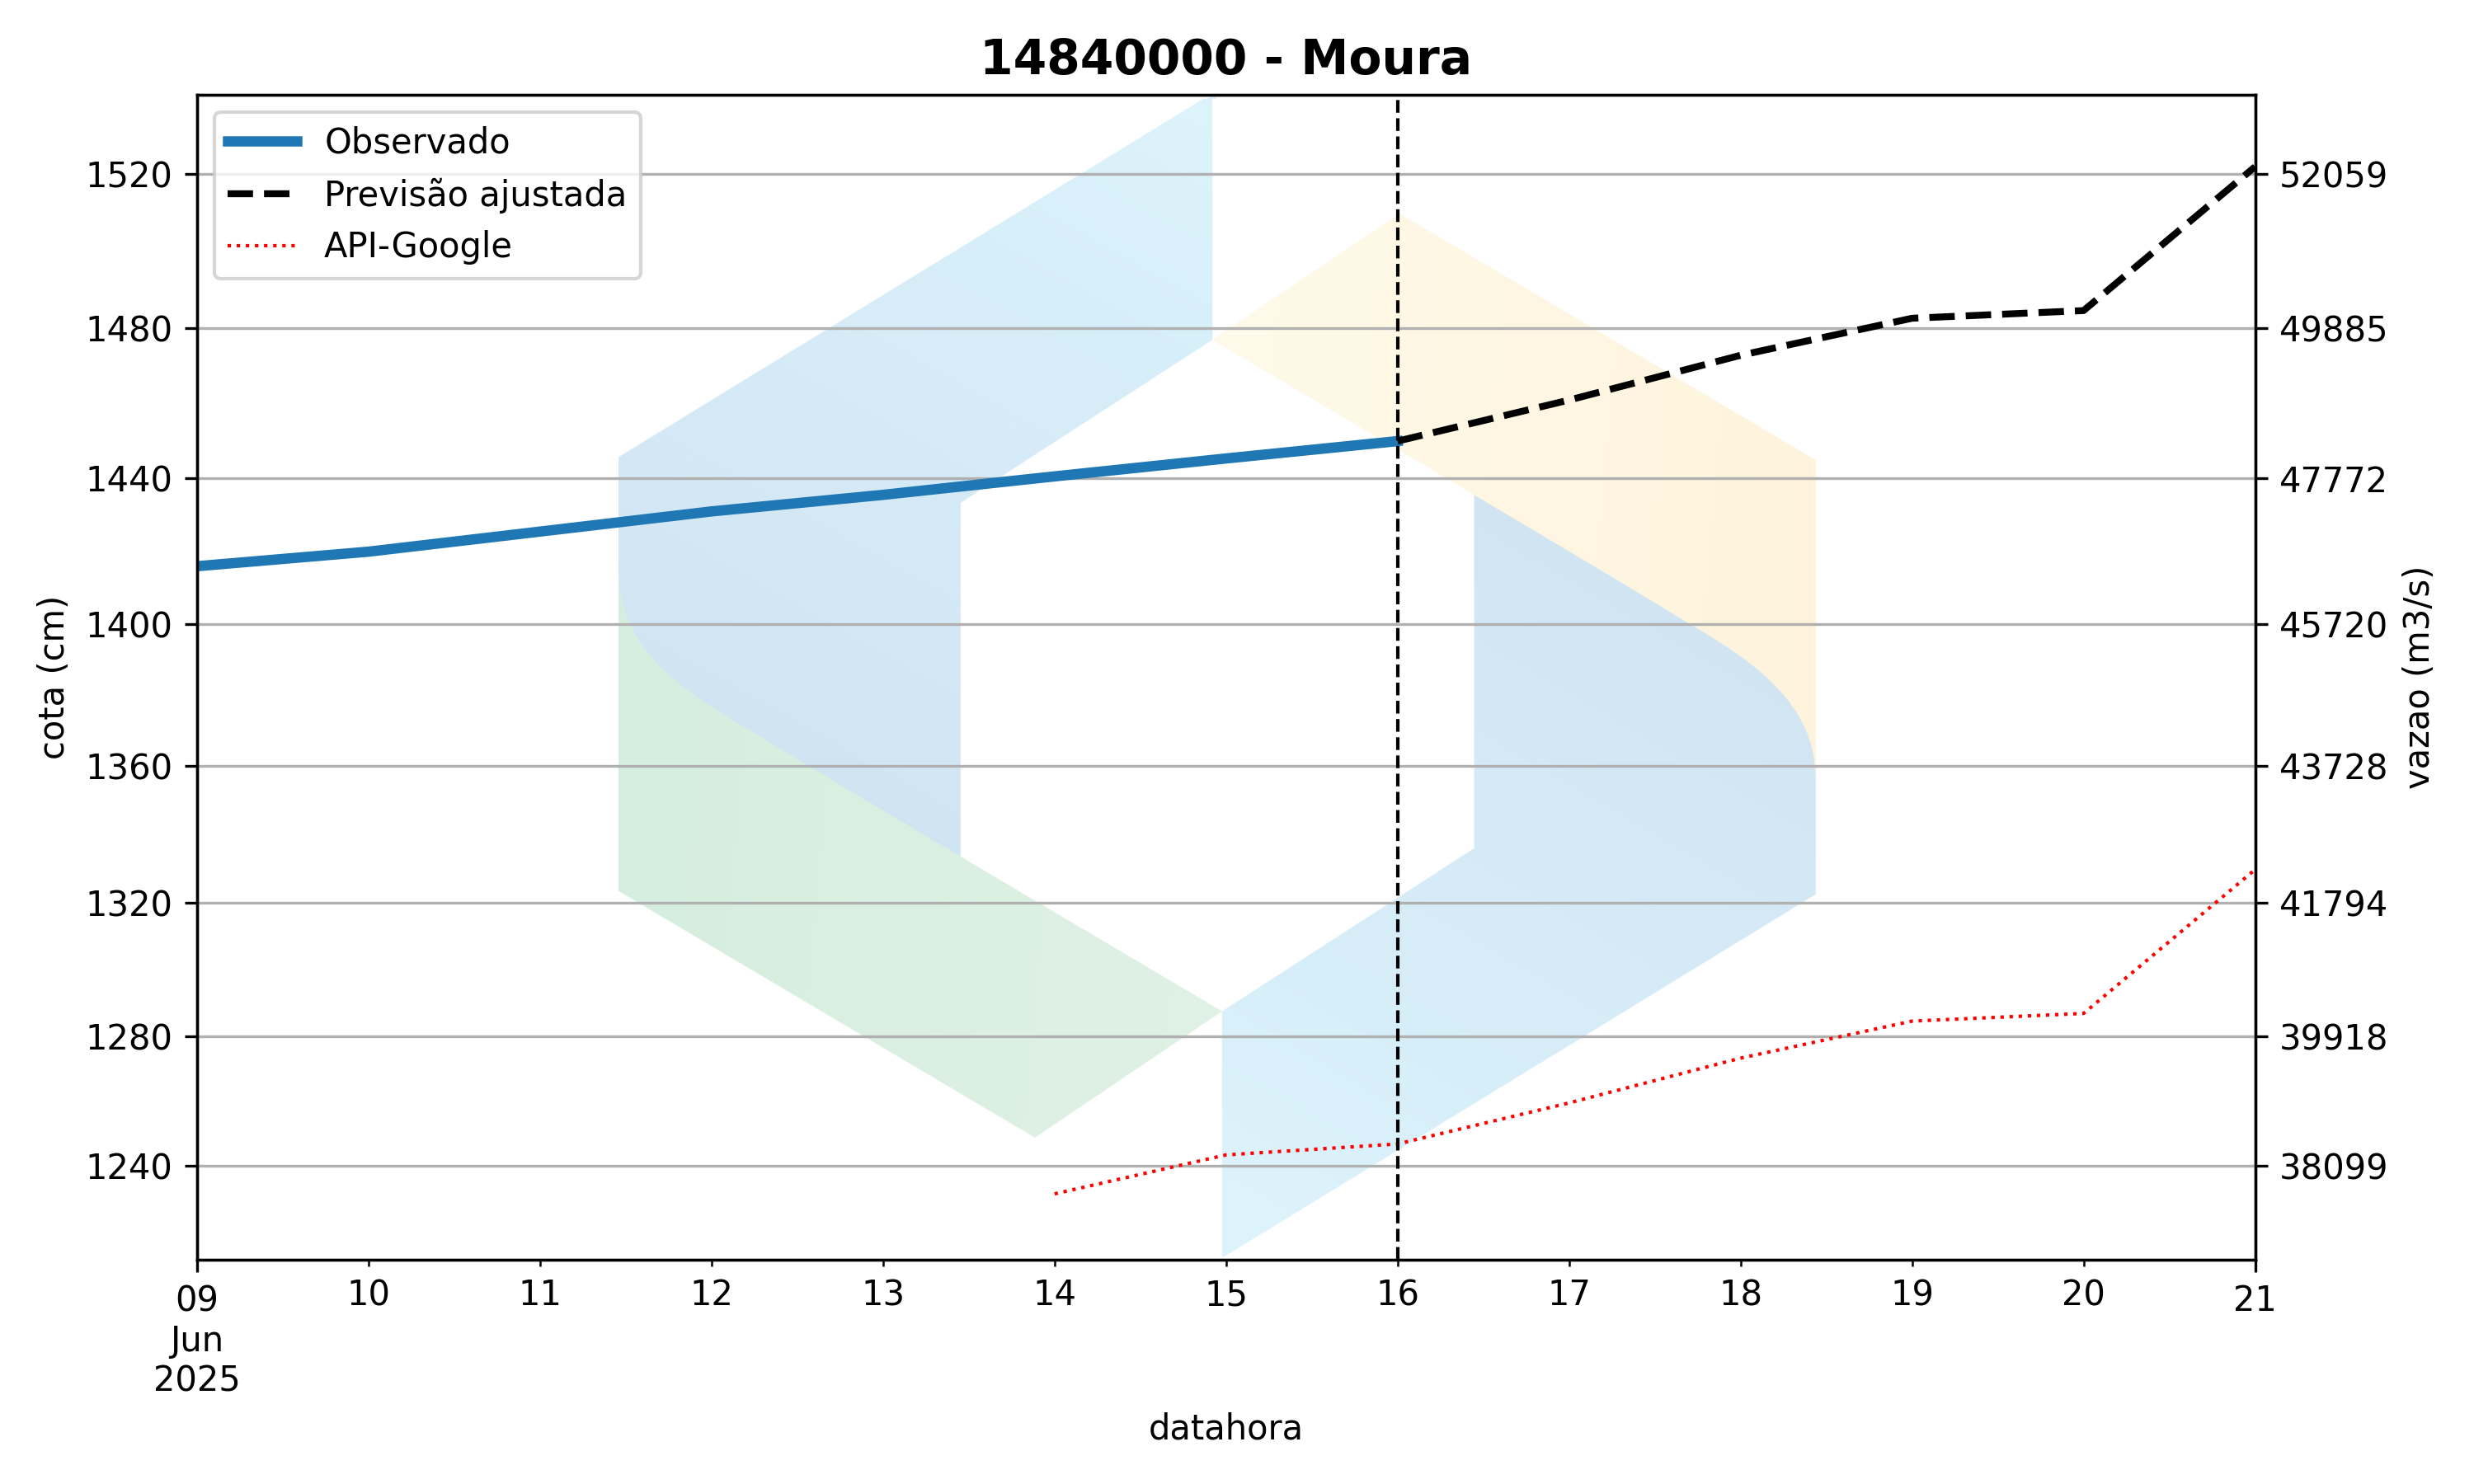 14840000 - Moura
Observado
Previsão ajustada
API-Google
1520
1480
1440
1400
1360
1320
1280
1240
cota (cm)
52059
49885
47772
45720
43728
41794
39918
38099
vazao (m3/s)
09 10 11 12 13 14 15 16 17 18 19 20 21
Jun
2025
datahora